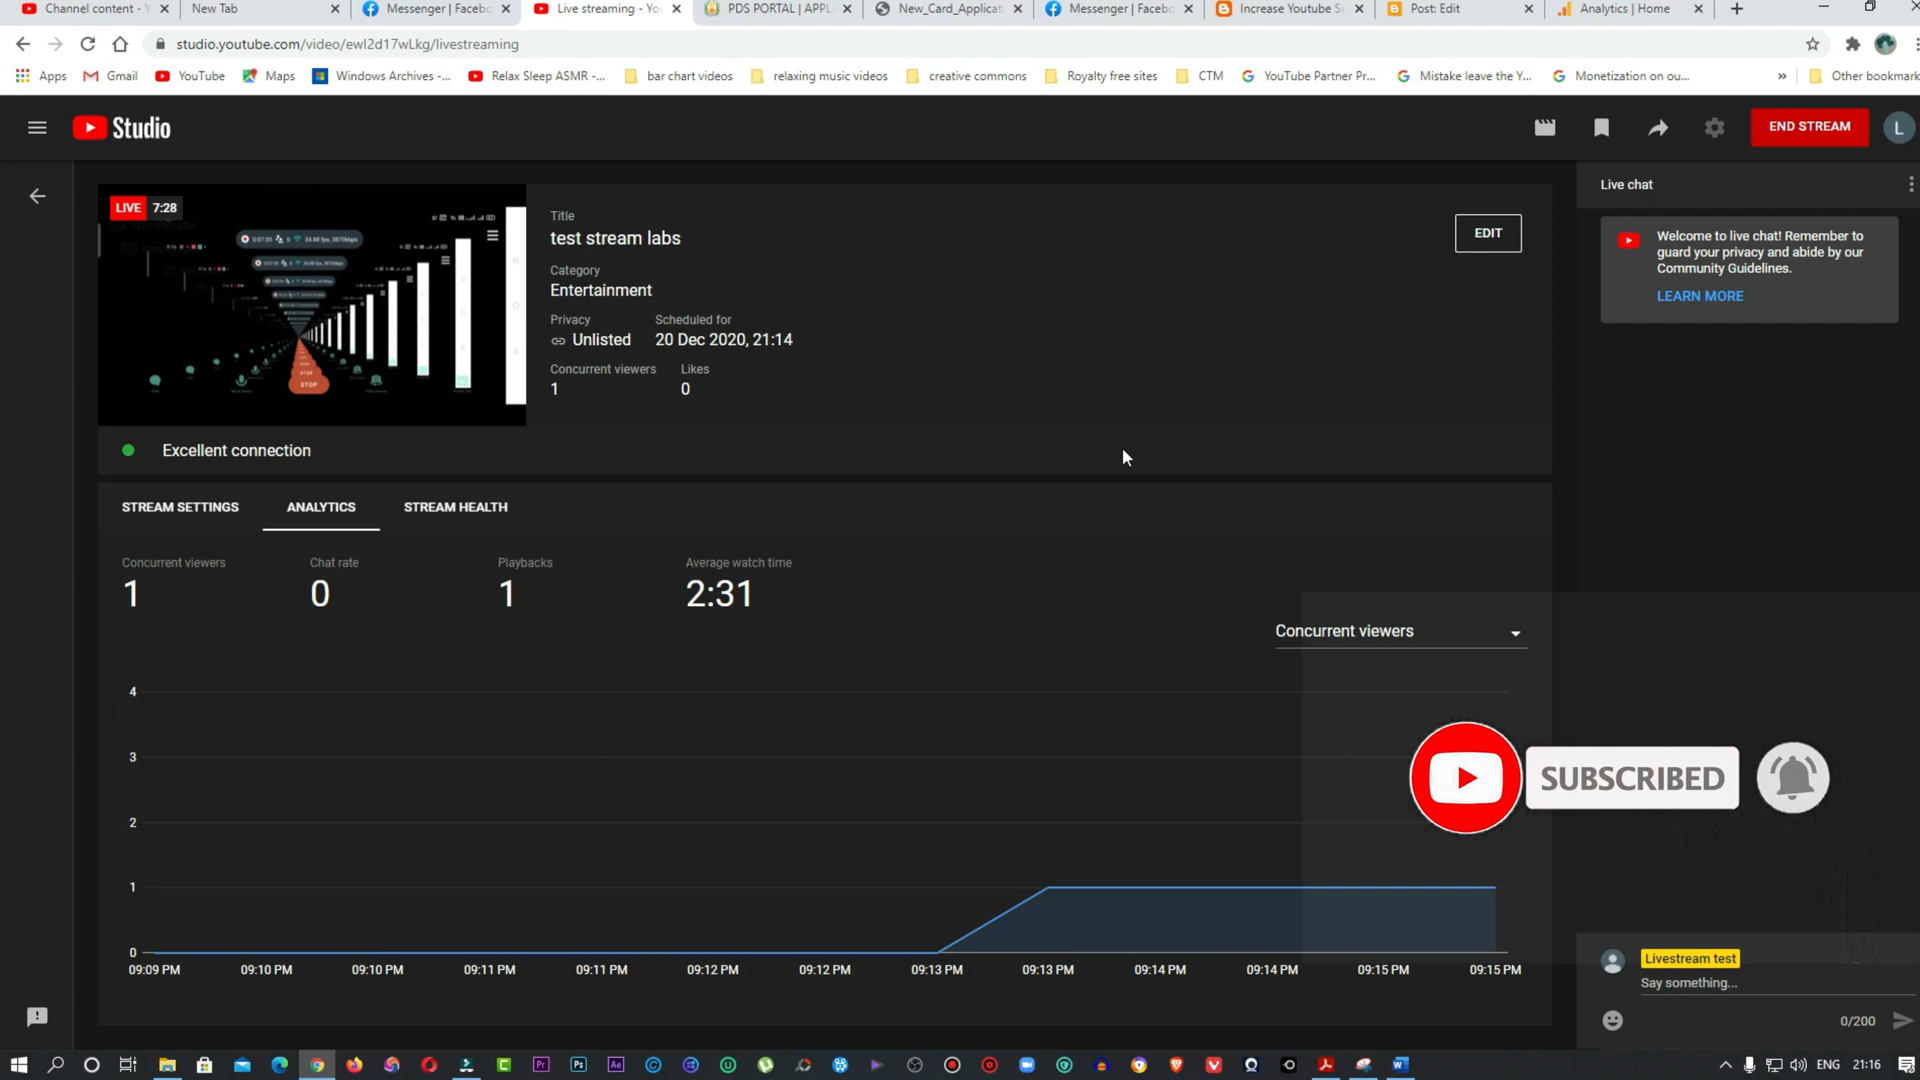 Channel content - Y
New Tab
Messenger | Facebo
Live streaming - You
PDS PORTAL | APPL
New_Card_Applicati
Messenger | Facebo
Increase Youtube S
Post: Edit
Analytics | Home
studio.youtube.com/video/ewI2d17wLkg/livestreaming
Apps
Gmail
YouTube
Maps
Windows Archives -...
Relax Sleep ASMR -...
bar chart videos
relaxing music videos
creative commons
Royalty free sites
CTM
YouTube Partner Pr...
Mistake leave the Y...
Monetization on ou...
»
Other bookmark
Studio
END STREAM
L
LIVE 7:28
STOP
Title
test stream labs
EDIT
Category
Entertainment
Privacy
Unlisted
Scheduled for
20 Dec 2020, 21:14
Concurrent viewers
1
Likes
0
Excellent connection
STREAM SETTINGS
ANALYTICS
STREAM HEALTH
Concurrent viewers
1
Chat rate
0
Playbacks
1
Average watch time
2:31
Concurrent viewers
4
3
2
1
0
09:09 PM
09:10 PM
09:10 PM
09:11 PM
09:11 PM
09:12 PM
09:12 PM
09:13 PM
09:13 PM
09:14 PM
09:14 PM
09:15 PM
09:15 PM
Live chat
Welcome to live chat! Remember to
guard your privacy and abide by our
Community Guidelines.
LEARN MORE
SUBSCRIBED
Livestream test
Say something...
0/200
Pr
Ps
Ae
ENG
21:16